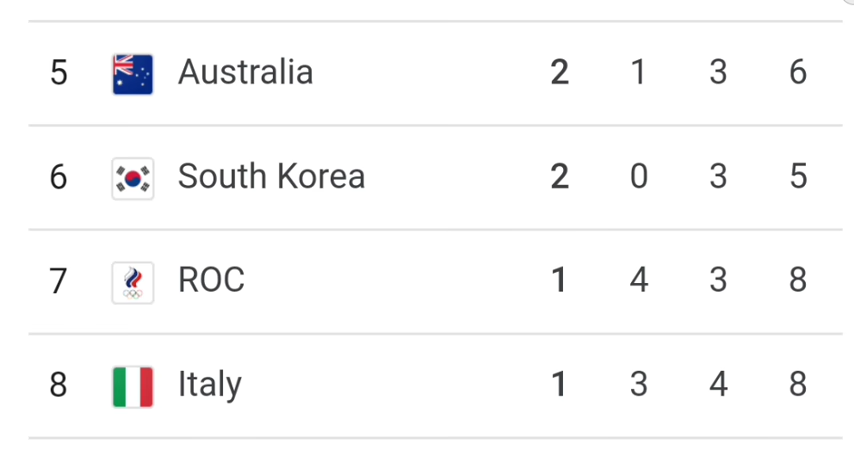 5 Australia 2 1 3 6
6 South Korea 2 0 3 5
7 ROC 1 4 3 8
8 Italy 1 3 4 8